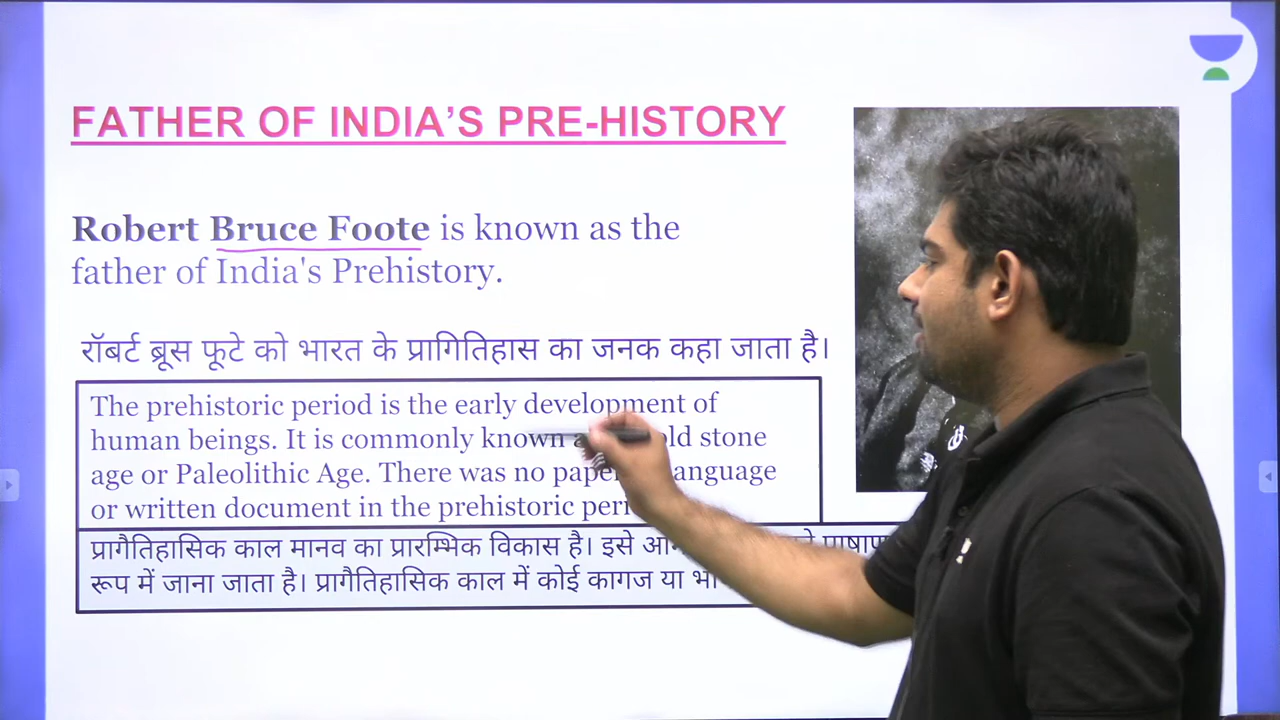 FATHER OF INDIA'S PRE-HISTORY
Robert Bruce Foote is known as the
father of India's Prehistory.
रॉबर्ट ब्रूस फूटे को भारत के प्रागितिहास का जनक कहा जाता है।
The prehistoric period is the early development of
human beings. It is commonly known old stone
age or Paleolithic Age. There was no paper language
or written document in the prehistoric
प्रागैतिहासिक काल मानव का प्रारम्भिक विकास है। इसे
रूप में जाना जाता है। प्रागैतिहासिक काल में कोई कागज या